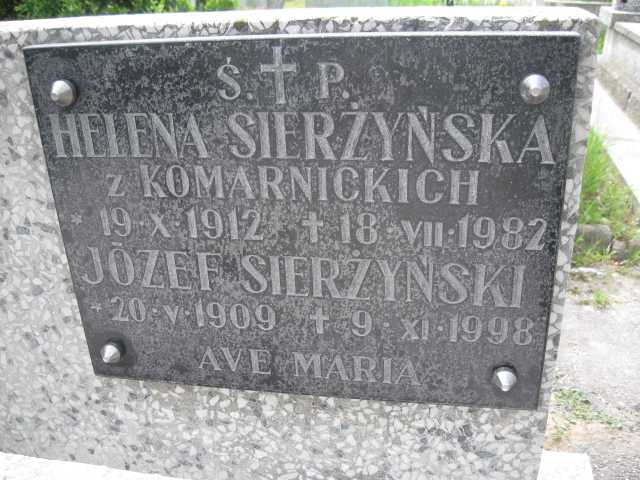 Ś. † P.
HELENA SIERŻYŃSKA
z KOMARNICKICH
* 19·X·1912 † 18·VII·1982
JÓZEF SIERŻYŃSKI
* 20·V·1909 † 9·XI·1998
AVE MARIA